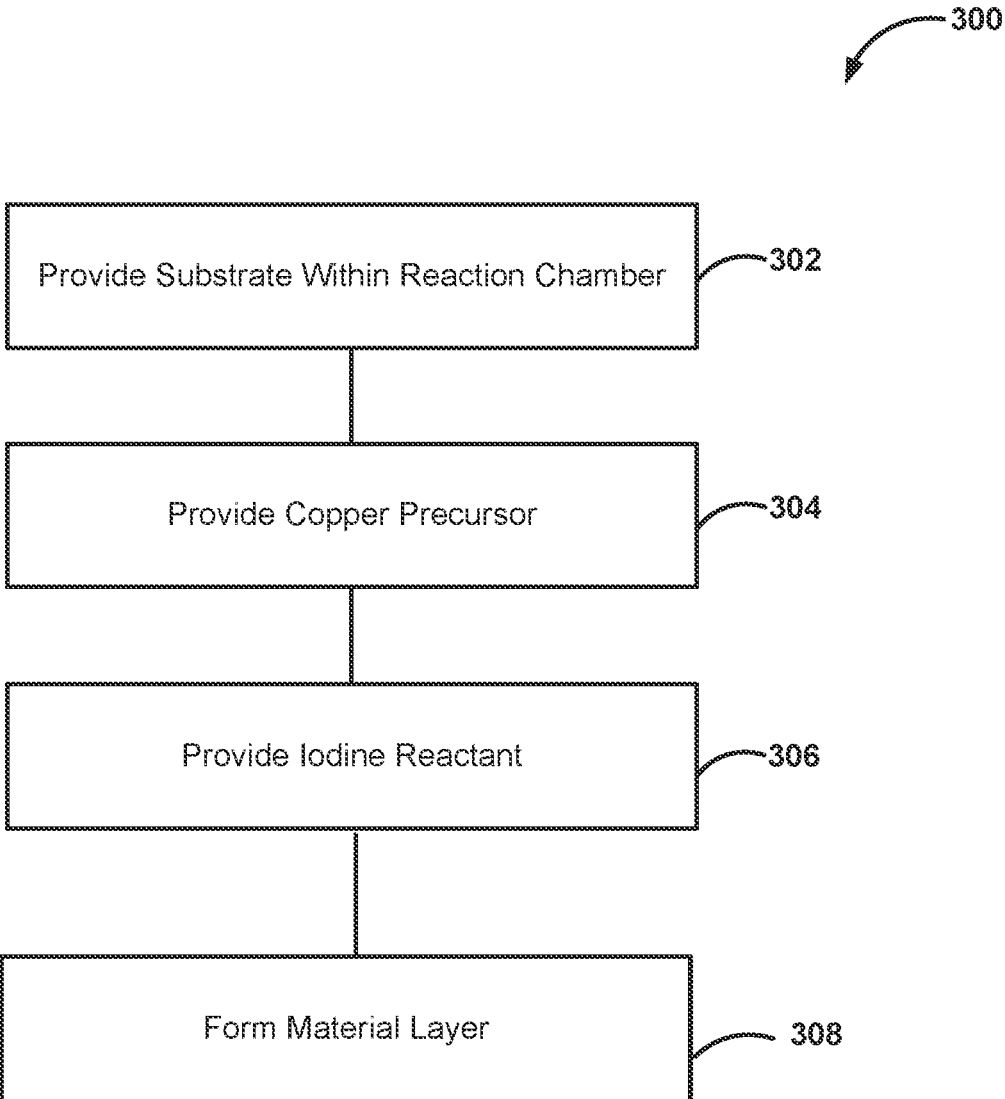 300
Provide Substrate Within Reaction Chamber
302
Provide Copper Precursor
304
Provide Iodine Reactant
306
Form Material Layer
308